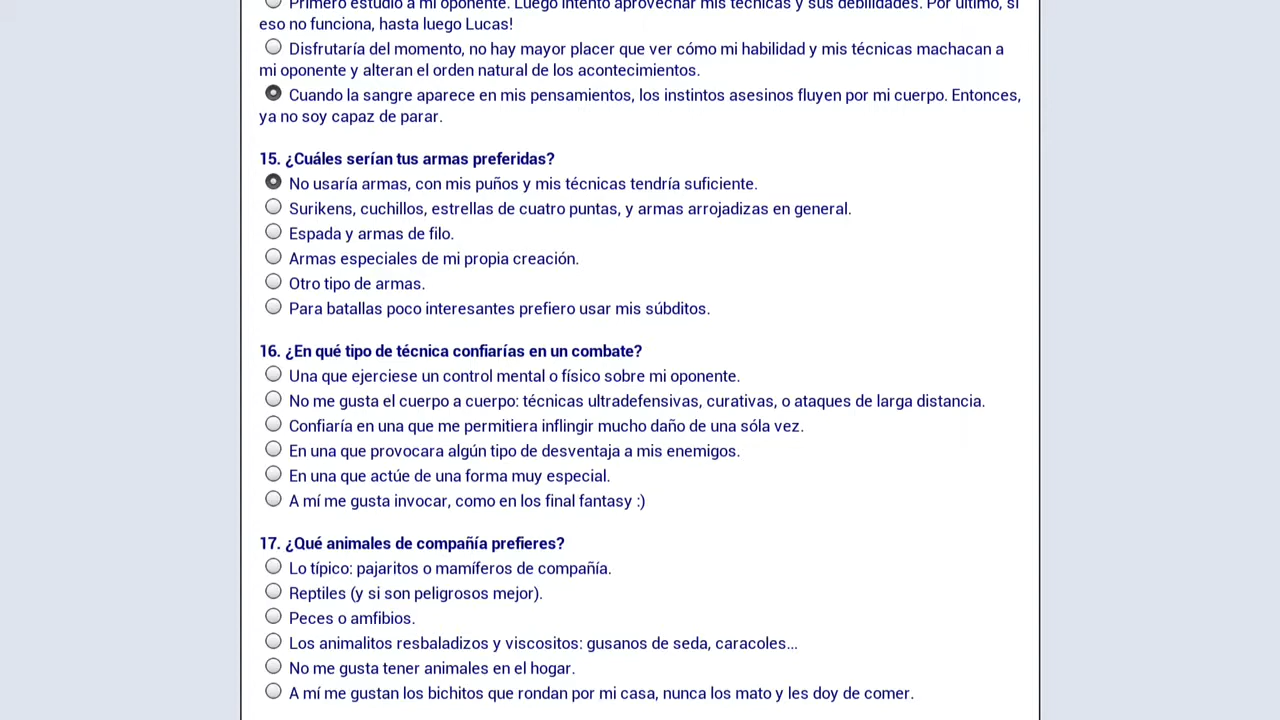 Primero estudio a mi oponente. Luego intento aprovechar mis técnicas y sus debilidades. Por último, si
eso no funciona, hasta luego Lucas!
Disfrutaría del momento, no hay mayor placer que ver cómo mi habilidad y mis técnicas machacan a
mi oponente y alteran el orden natural de los acontecimientos.
Cuando la sangre aparece en mis pensamientos, los instintos asesinos fluyen por mi cuerpo. Entonces,
ya no soy capaz de parar.
15. ¿Cuáles serían tus armas preferidas?
No usaría armas, con mis puños y mis técnicas tendría suficiente.
Surikens, cuchillos, estrellas de cuatro puntas, y armas arrojadizas en general.
Espada y armas de filo.
Armas especiales de mi propia creación.
Otro tipo de armas.
Para batallas poco interesantes prefiero usar mis súbditos.
16. ¿En qué tipo de técnica confiarías en un combate?
Una que ejerciese un control mental o físico sobre mi oponente.
No me gusta el cuerpo a cuerpo: técnicas ultradefensivas, curativas, o ataques de larga distancia.
Confiaría en una que me permitiera inflingir mucho daño de una sóla vez.
En una que provocara algún tipo de desventaja a mis enemigos.
En una que actúe de una forma muy especial.
A mí me gusta invocar, como en los final fantasy :)
17. ¿Qué animales de compañía prefieres?
Lo típico: pajaritos o mamíferos de compañía.
Reptiles (y si son peligrosos mejor).
Peces o amfibios.
Los animalitos resbaladizos y viscositos: gusanos de seda, caracoles...
No me gusta tener animales en el hogar.
A mí me gustan los bichitos que rondan por mi casa, nunca los mato y les doy de comer.